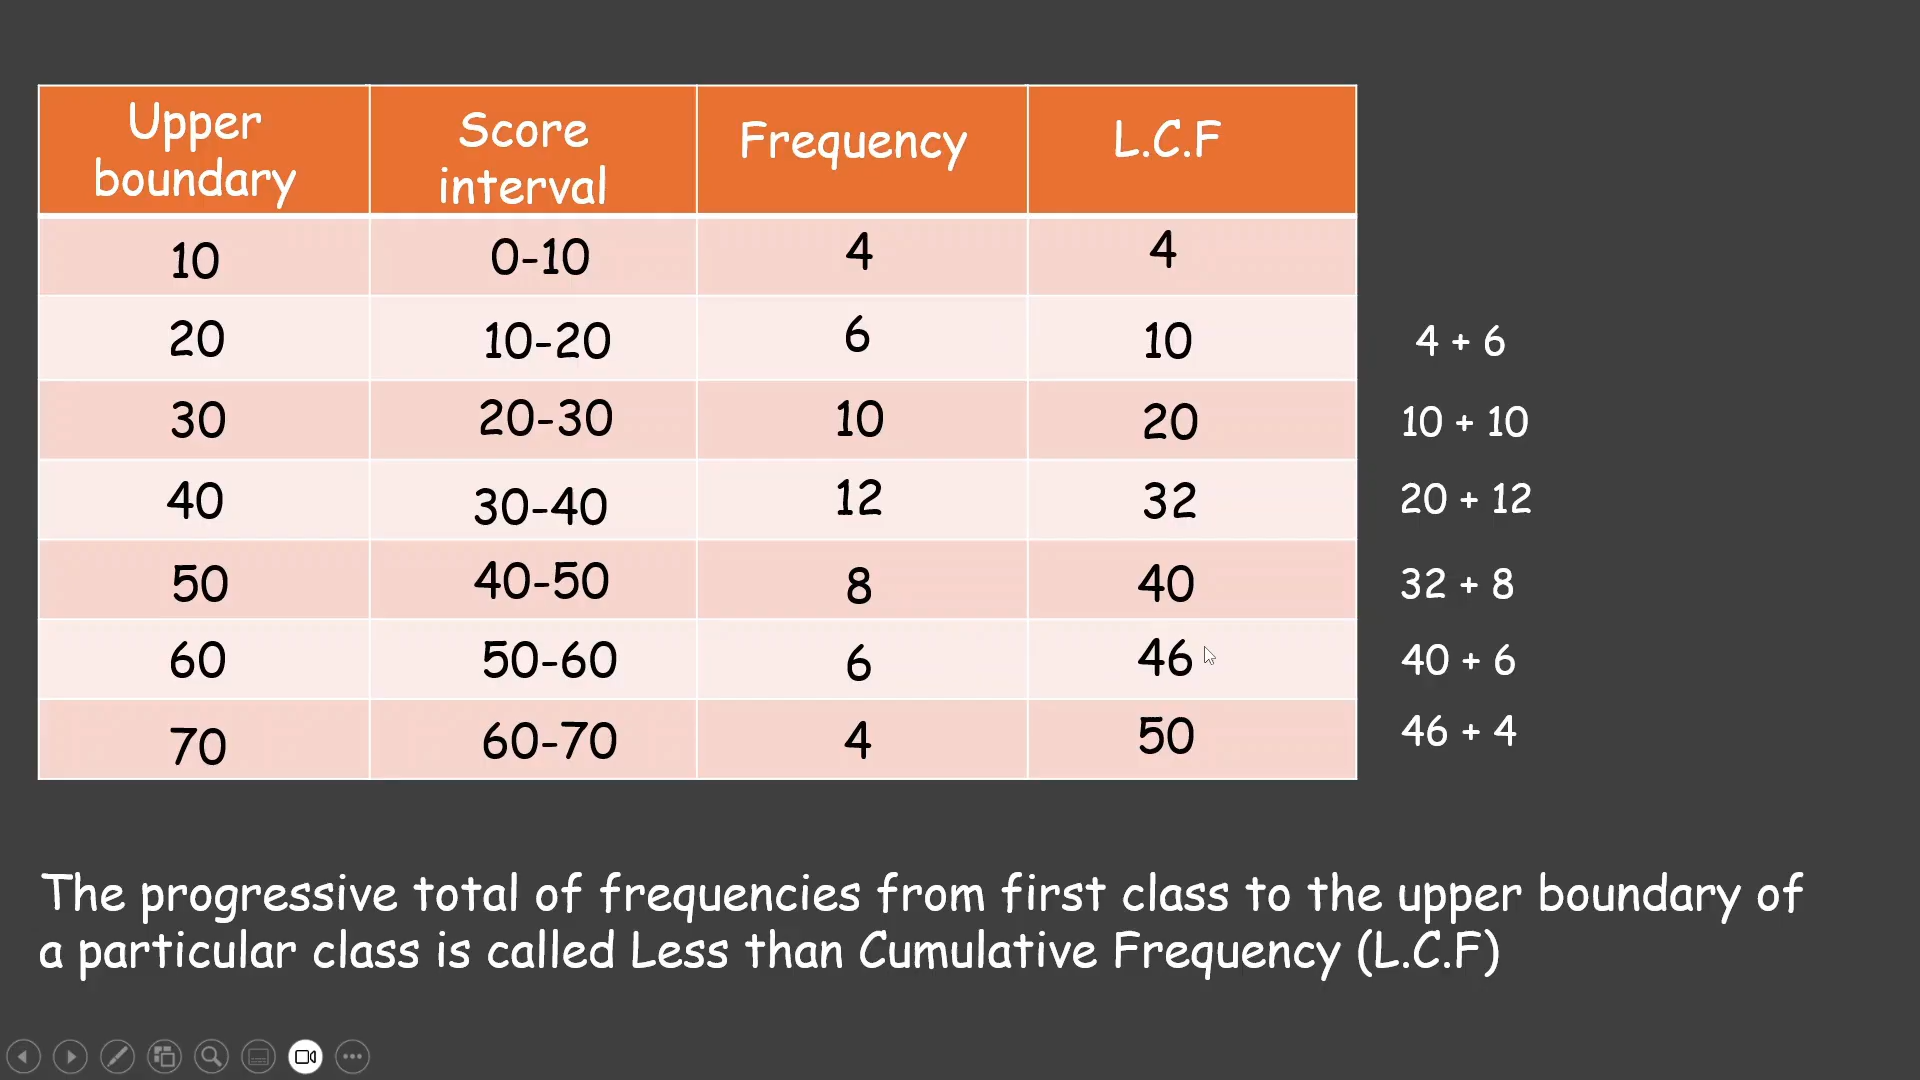 Upper boundary Score interval Frequency L.C.F
10 0-10 4 4
20 10-20 6 10 4 + 6
30 20-30 10 20 10 + 10
40 30-40 12 32 20 + 12
50 40-50 8 40 32 + 8
60 50-60 6 46 40 + 6
70 60-70 4 50 46 + 4
The progressive total of frequencies from first class to the upper boundary of
a particular class is called Less than Cumulative Frequency (L.C.F)